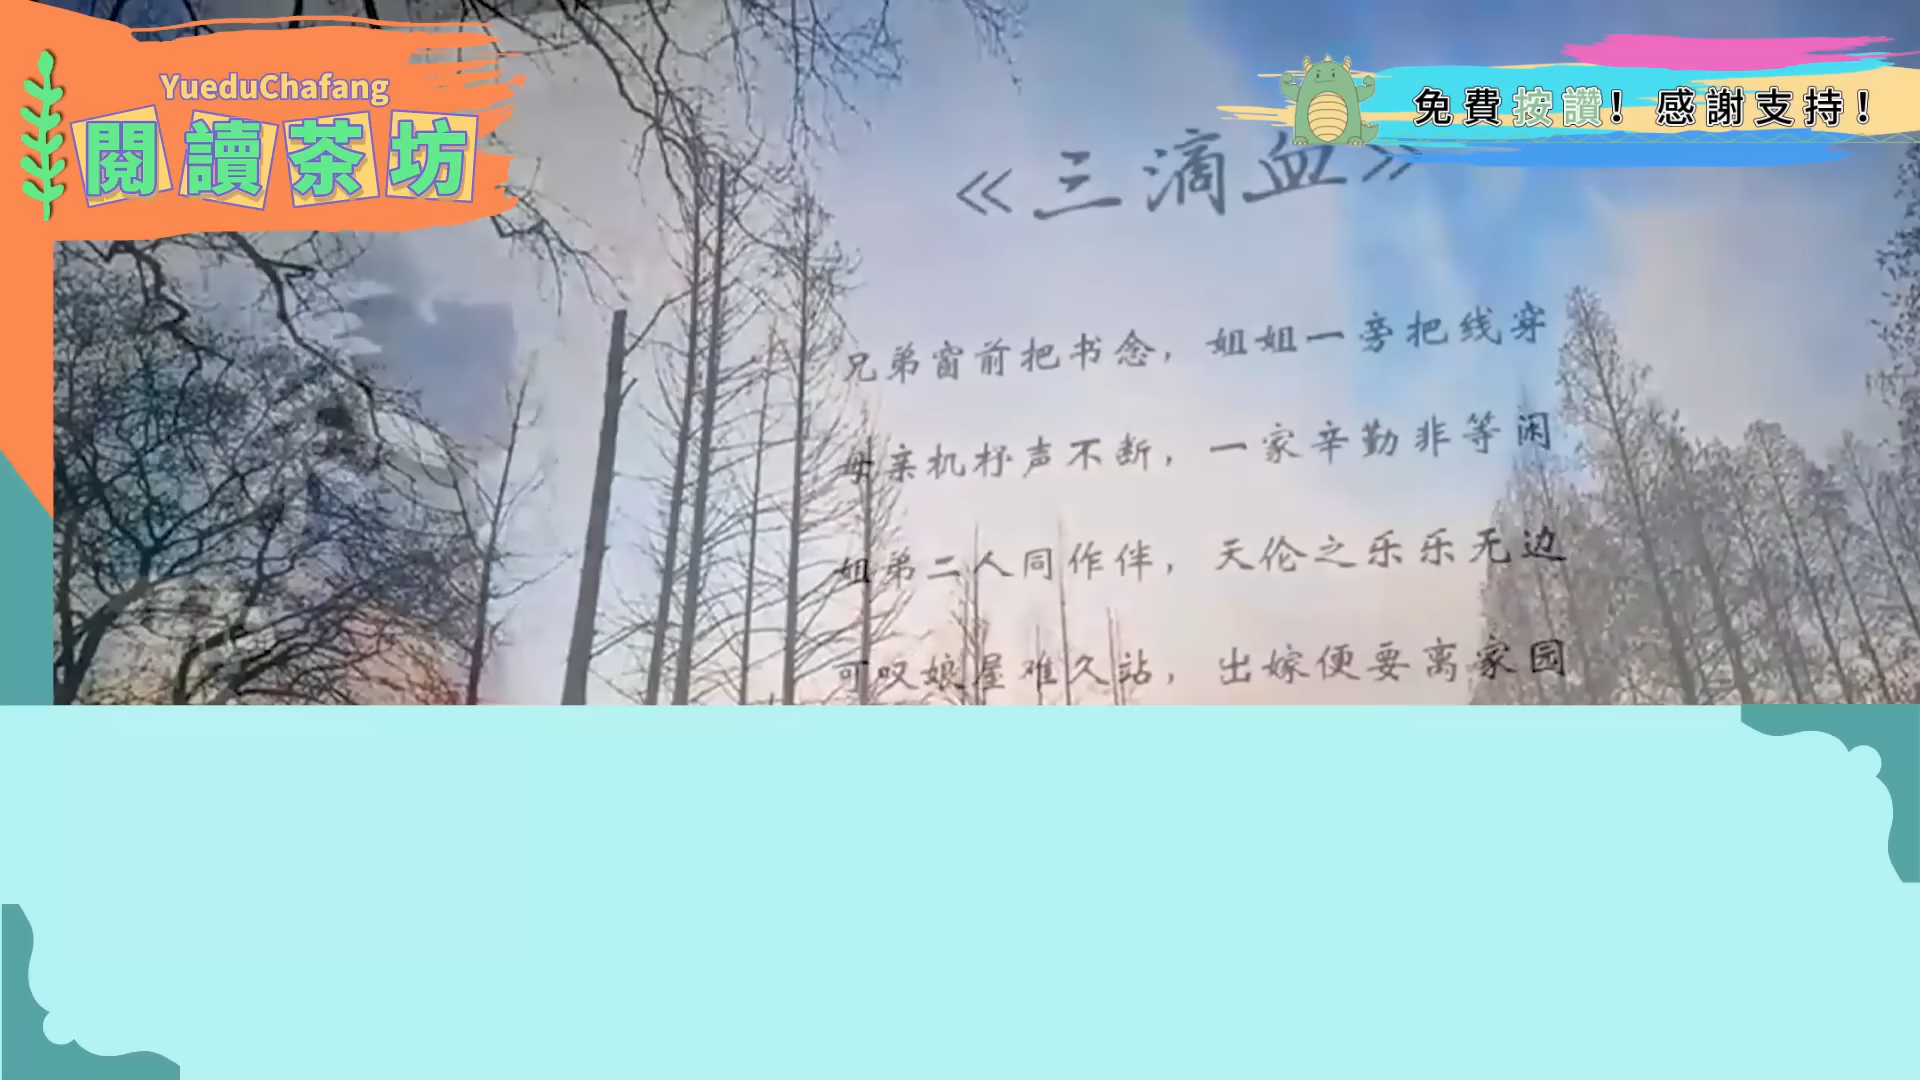 YueduChafang
閱讀茶坊
免費按讚！感謝支持！
《三滴血》
兄弟窗前把书念，姐姐一旁把线穿
母亲机杼声不断，一家辛勤非等闲
姐弟二人同作伴，天伦之乐乐无边
可叹娘屋难久站，出嫁便要离家园